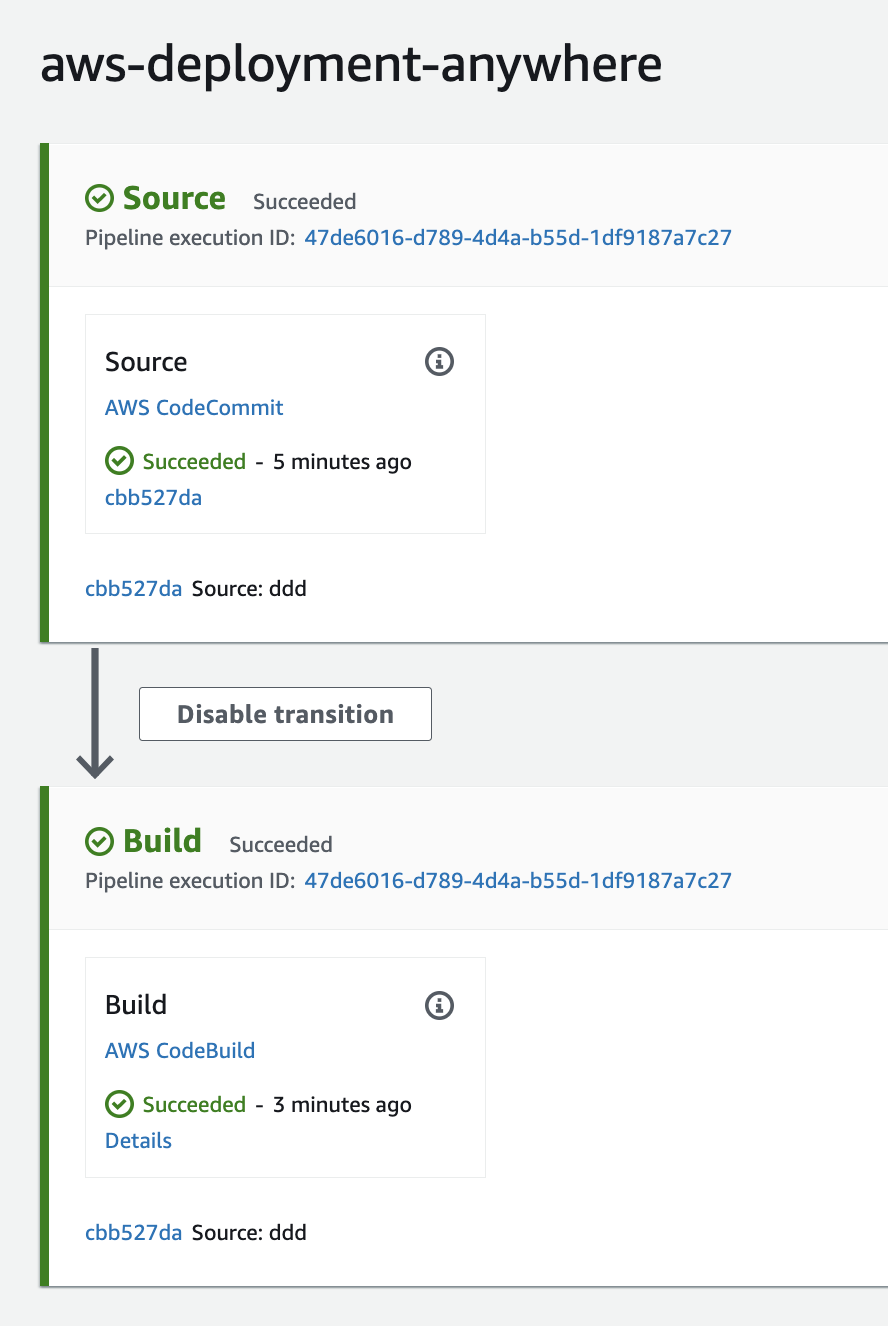 aws-deployment-anywhere
Source Succeeded
Pipeline execution ID: 47de6016-d789-4d4a-b55d-1df9187a7c27
Source
AWS CodeCommit
Succeeded - 5 minutes ago
cbb527da
cbb527da Source: ddd
Disable transition
Build Succeeded
Pipeline execution ID: 47de6016-d789-4d4a-b55d-1df9187a7c27
Build
AWS CodeBuild
Succeeded - 3 minutes ago
Details
cbb527da Source: ddd